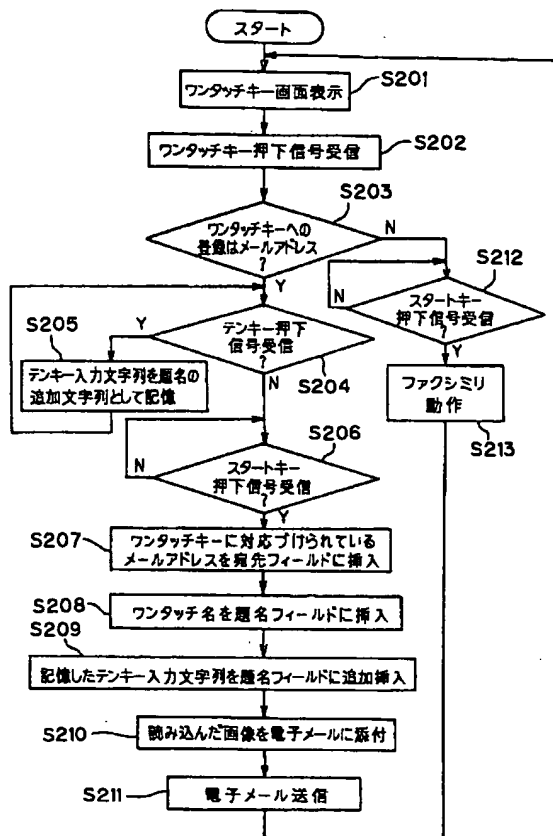 スタート
ワンタッチキー画面表示
S201
ワンタッチキー押下信号受信
S202
ワンタッチキーへの
登録はメールアドレス
?
S203
N
Y
スタートキー
押下信号受信
?
S212
N
Y
テンキー押下
信号受信
?
S204
Y
N
S205
テンキー入力文字列を題名の
追加文字列として記憶
ファクシミリ
動作
S213
スタートキー
押下信号受信
?
S206
N
Y
S207
ワンタッチキーに対応づけられている
メールアドレスを宛先フィールドに挿入
S208
ワンタッチ名を題名フィールドに挿入
S209
記憶したテンキー入力文字列を題名フィールドに追加挿入
S210
読み込んだ画像を電子メールに添付
S211
電子メール送信